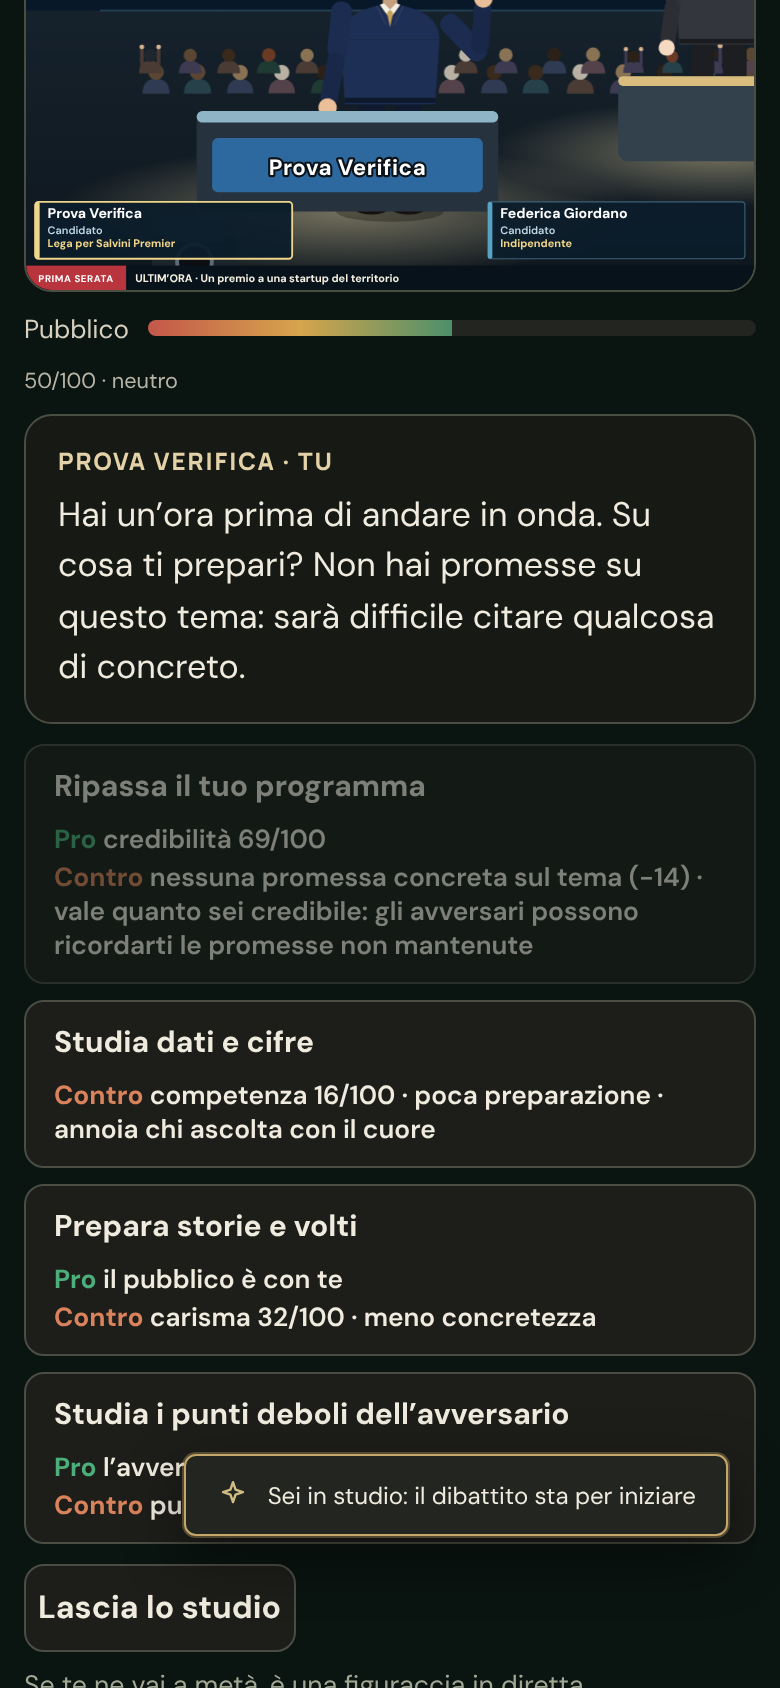 Prova Verifica
Prova Verifica
Candidato
Lega per Salvini Premier
Federica Giordano
Candidato
Indipendente
PRIMA SERATA
ULTIM'ORA · Un premio a una startup del territorio
Pubblico
50/100 · neutro
PROVA VERIFICA · TU
Hai un’ora prima di andare in onda. Su
cosa ti prepari? Non hai promesse su
questo tema: sarà difficile citare qualcosa
di concreto.
Ripassa il tuo programma
Pro credibilità 69/100
Contro nessuna promessa concreta sul tema (−14) ·
vale quanto sei credibile: gli avversari possono
ricordarti le promesse non mantenute
Studia dati e cifre
Contro competenza 16/100 · poca preparazione ·
annoia chi ascolta con il cuore
Prepara storie e volti
Pro il pubblico è con te
Contro carisma 32/100 · meno concretezza
Studia i punti deboli dell’avversario
Pro l’avver
Contro pu
Sei in studio: il dibattito sta per iniziare
Lascia lo studio
Se te ne vai a metà, è una figuraccia in diretta